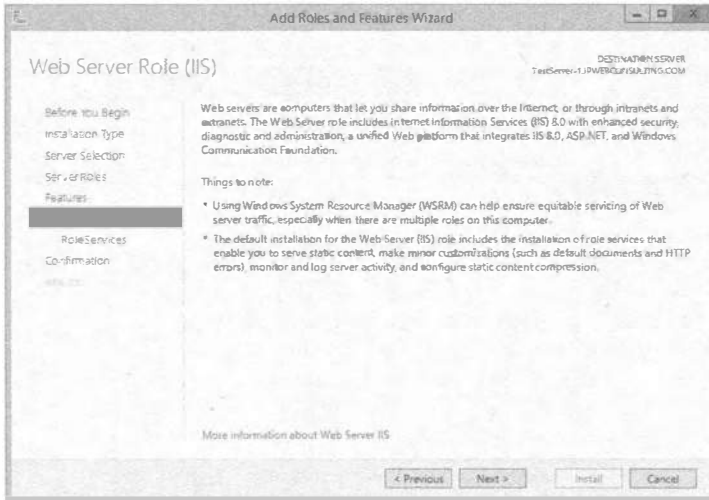 Add Roles and Features Wizard
Web Server Role (IIS)
DESTINATION SERVER
Before You Begin
Installation Type
Server Selection
Server Roles
Features
Role Services
Confirmation
Web servers are computers that let you share information over the Internet, or through intranets and
extranets. The Web Server role includes Internet Information Services (IIS) 8.0 with enhanced security,
diagnostic and administration, a unified Web platform that integrates IIS 8.0, ASP.NET, and Windows
Communication Foundation.
Things to note:
• Using Windows System Resource Manager (WSRM) can help ensure equitable servicing of Web
server traffic, especially when there are multiple roles on this computer.
• The default installation for the Web Server (IIS) role includes the installation of role services that
enable you to serve static content, make minor customizations (such as default documents and HTTP
errors), monitor and log server activity, and configure static content compression.
More information about Web Server IIS
< Previous
Next >
Install
Cancel